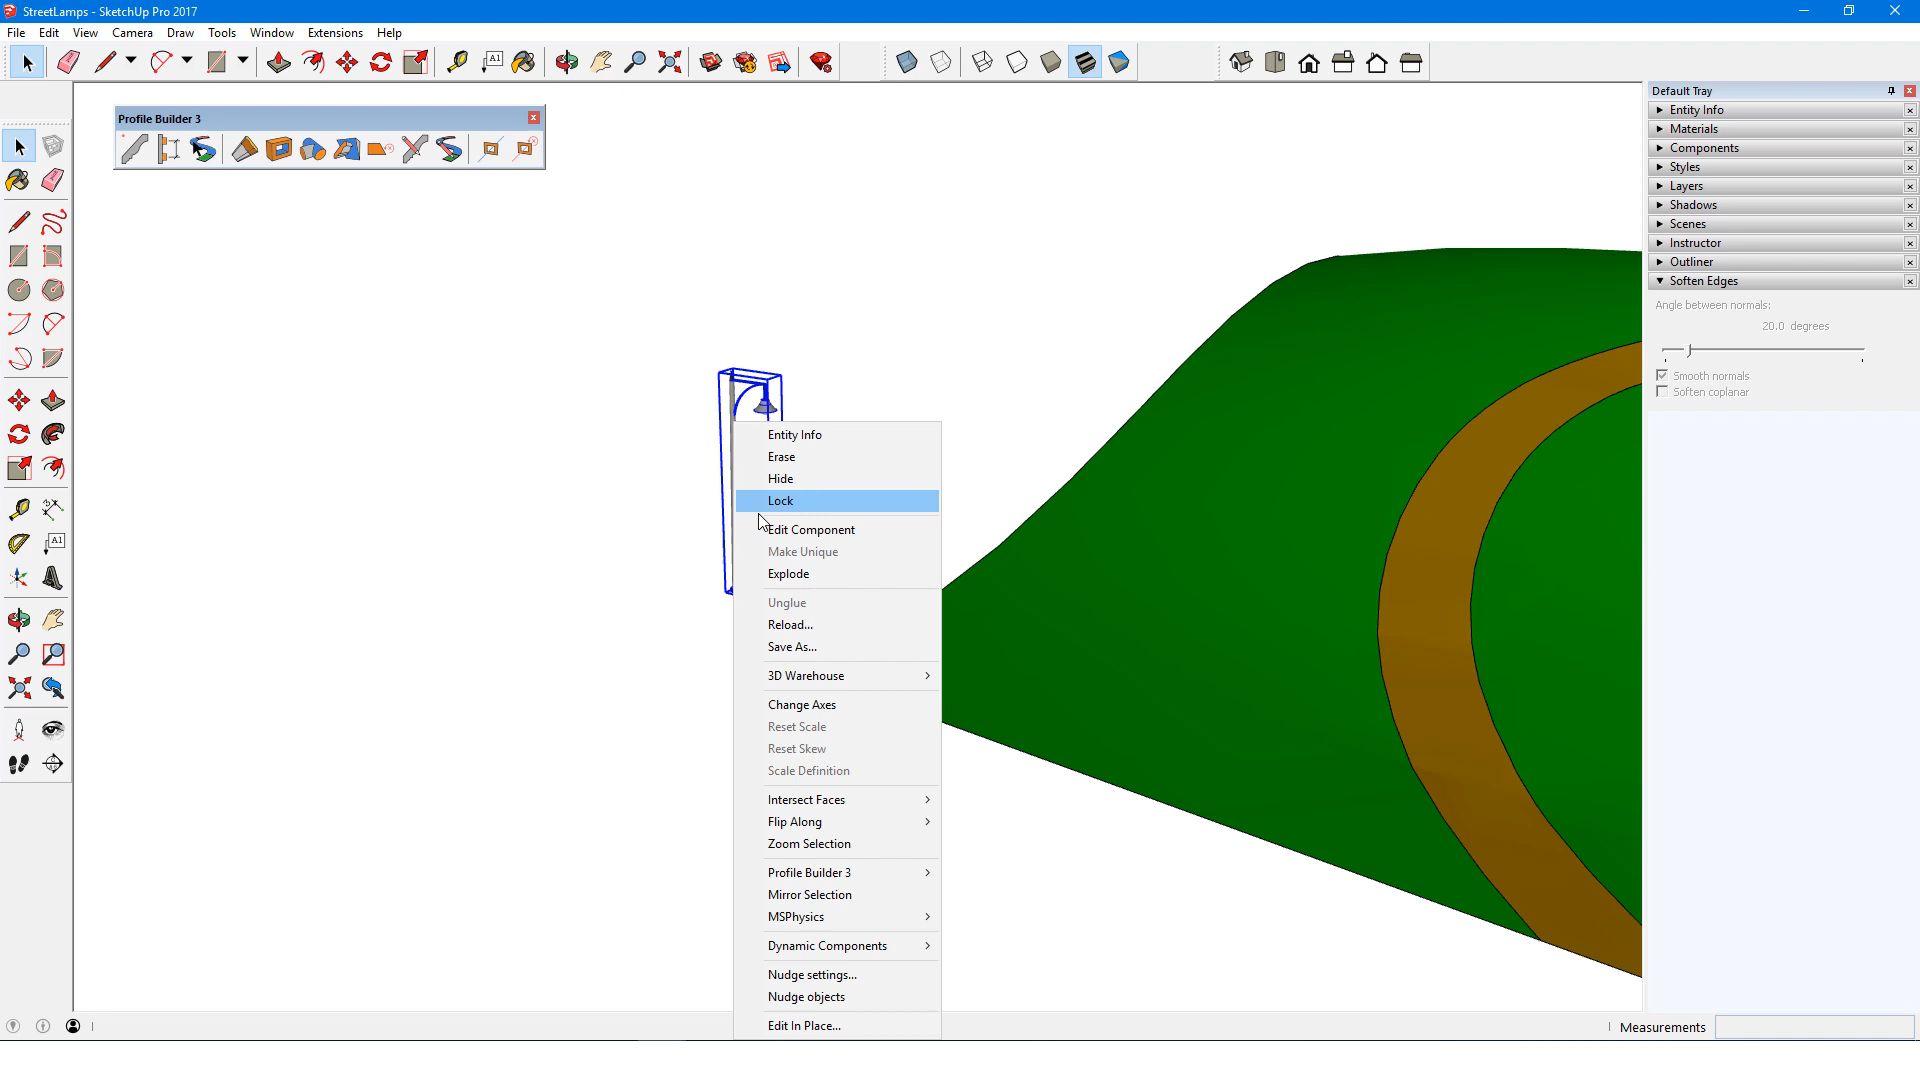 StreetLamps - SketchUp Pro 2017
File Edit View Camera Draw Tools Window Extensions Help
A1
Default Tray
Profile Builder 3
Entity Info
Materials
Components
Styles
Layers
Shadows
Scenes
Instructor
Outliner
Soften Edges
Angle between normals:
20.0 degrees
Smooth normals
Soften coplanar
A1
Entity Info
Erase
Hide
Lock
Edit Component
Make Unique
Explode
Unglue
Reload...
Save As...
3D Warehouse
Change Axes
Reset Scale
Reset Skew
Scale Definition
Intersect Faces
Flip Along
Zoom Selection
Profile Builder 3
Mirror Selection
MSPhysics
Dynamic Components
Nudge settings...
Nudge objects
Edit In Place...
Measurements